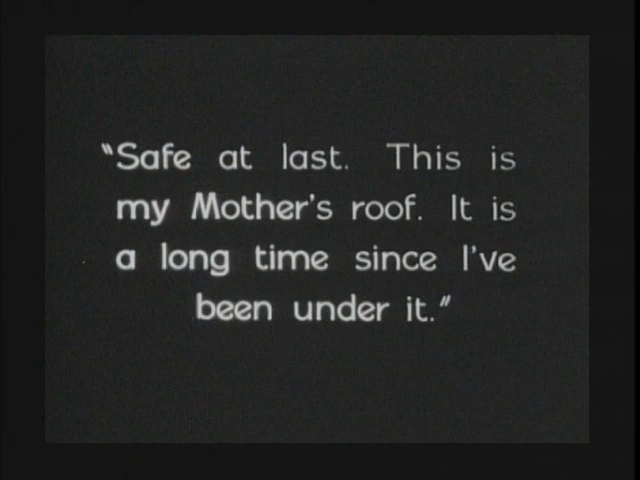 "Safe at last. This is
my Mother's roof. It is
a long time since I've
been under it."